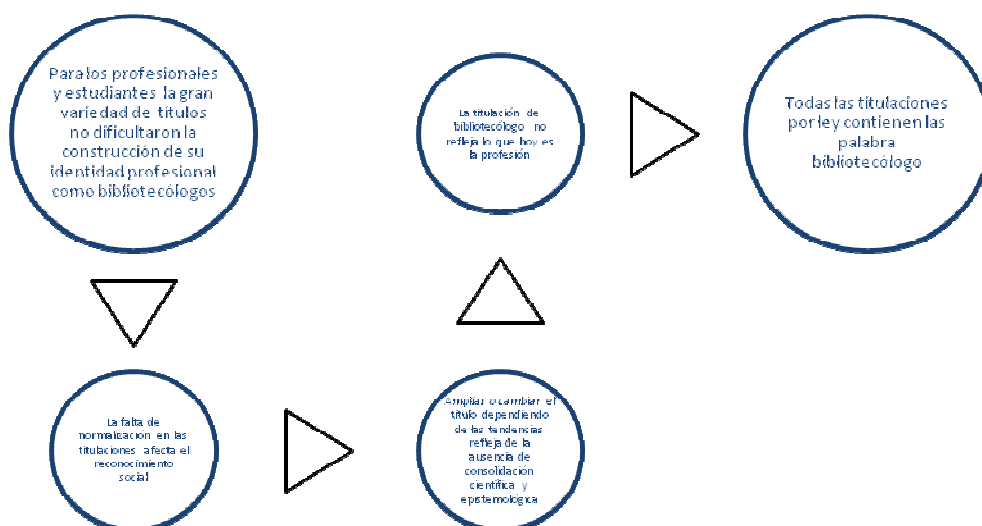 Para los profesionales
y estudiantes la gran
variedad de títulos
no dificultaron la
construcción de su
identidad profesional
como bibliotecólogos
La falta de
normalización en las
titulaciones afecta el
reconocimiento
social
Ampliar o cambiar el
título dependiendo
de las tendencias
refleja de la
ausencia de
consolidación
científica y
epistemológica
La titulación de
bibliotecólogo no
refleja lo que hoy es
la profesión
Todas las titulaciones
por ley contienen las
palabra
bibliotecólogo